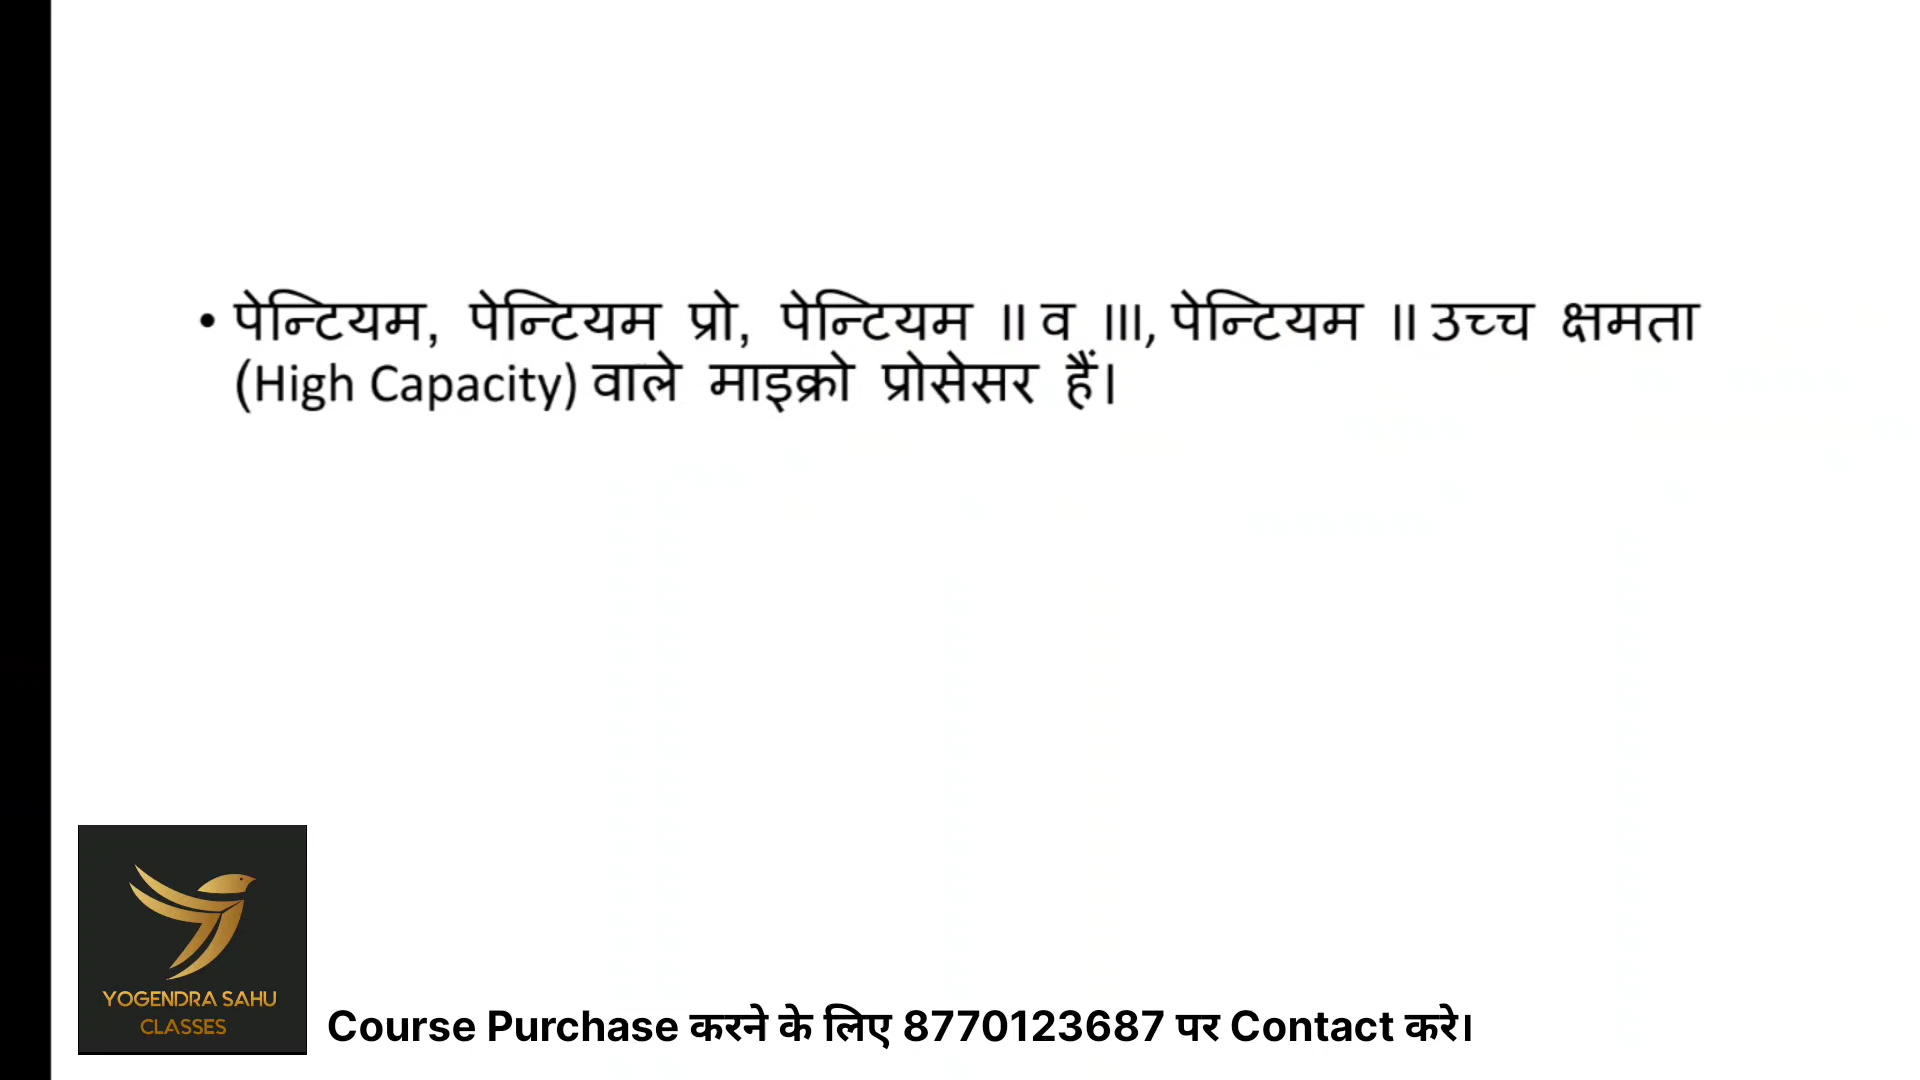 • पेन्टियम, पेन्टियम प्रो, पेन्टियम II व III, पेन्टियम II उच्च क्षमता
(High Capacity) वाले माइक्रो प्रोसेसर हैं।
YOGENDRA SAHU
CLASSES
Course Purchase करने के लिए 8770123687 पर Contact करे।